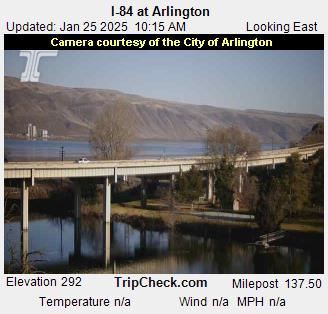 I-84 at Arlington
Updated: Jan 25 2025 10:15 AM Looking East
Camera courtesy of the City of Arlington
Elevation 292 TripCheck.com Milepost 137.50
Temperature n/a Wind n/a MPH n/a